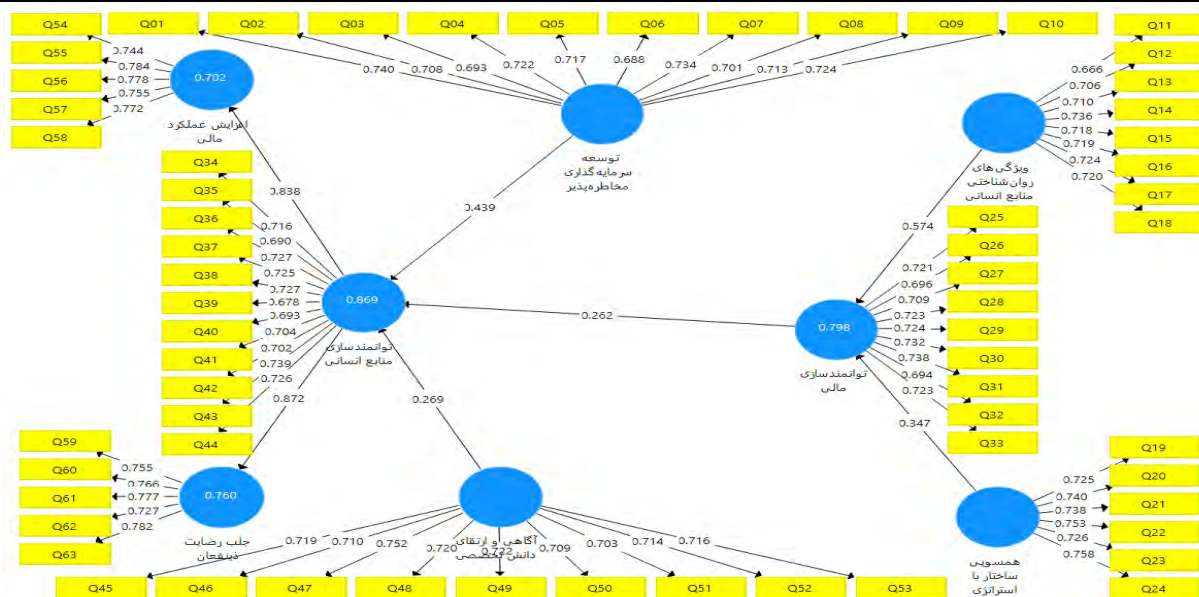 Q54
Q01
Q02
Q03
Q04
Q05
Q06
Q07
Q08
Q09
Q10
Q11
Q55
Q56
Q57
Q58
0.744
0.784
0.778
0.755
0.772
0.702
افزایش عملکرد
مالی
0.740
0.708
0.693
0.722
0.717
0.688
0.734
0.701
0.713
0.724
توسعه
سرمایه‌گذاری
مخاطره‌پذیر
Q12
Q13
Q14
Q15
Q16
Q17
Q18
0.666
0.706
0.710
0.736
0.718
0.719
0.724
0.720
ویژگی‌های
روان‌شناختی
منابع انسانی
0.838
0.439
0.574
Q34
Q35
Q36
Q37
Q38
Q39
Q40
Q41
Q42
Q43
Q44
0.716
0.690
0.727
0.725
0.727
0.678
0.693
0.704
0.702
0.739
0.726
0.872
0.869
توانمندسازی
منابع انسانی
0.262
0.798
توانمندسازی
مالی
Q25
Q26
Q27
Q28
Q29
Q30
Q31
Q32
Q33
0.721
0.696
0.709
0.723
0.724
0.732
0.738
0.694
0.723
0.269
0.347
Q59
Q60
Q61
Q62
Q63
0.755
0.766
0.777
0.727
0.782
0.760
جلب رضایت
ذینفعان
آگاهی و ارتقای
دانش تخصصی
0.719
0.710
0.752
0.720
0.722
0.709
0.703
0.714
0.716
Q45
Q46
Q47
Q48
Q49
Q50
Q51
Q52
Q53
Q19
Q20
Q21
Q22
Q23
Q24
0.725
0.740
0.738
0.753
0.726
0.758
همسویی
ساختار با
استراتژی